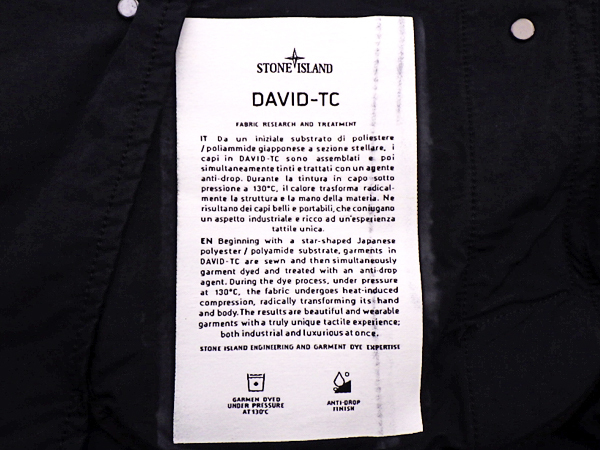 STONE ISLAND
DAVID-TC
FABRIC RESEARCH AND TREATMENT
IT Da un iniziale substrato di poliestere
/poliammide giapponese a sezione stellare, i
capi in DAVID-TC sono assemblati e poi
simultaneamente tinti e trattati con un agente
anti-drop. Durante la tintura in capo sotto
pressione a 130°C, il calore trasforma radical-
mente la struttura e la mano della materia. Ne
risultano dei capi belli e portabili, che coniugano
un aspetto industriale e ricco ad un'esperienza
tattile unica.
EN Beginning with a star-shaped Japanese
polyester / polyamide substrate, garments in
DAVID-TC are sewn and then simultaneously
garment dyed and treated with an anti-drop
agent. During the dye process, under pressure
at 130°C, the fabric undergoes heat-induced
compression, radically transforming its hand
and body. The results are beautiful and wearable
garments with a truly unique tactile experience;
both industrial and luxurious at once.
STONE ISLAND ENGINEERING AND GARMENT DYE EXPERTISE
GARMEN DYED
UNDER PRESSURE
AT 130°C
ANTI-DROP
FINISH